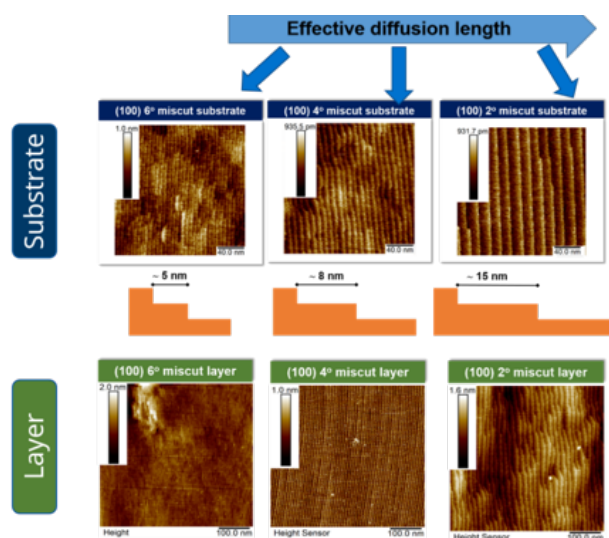 Effective diffusion length
Substrate
(100) 6° miscut substrate
(100) 4° miscut substrate
(100) 2° miscut substrate
1.0 nm
935.5 pm
931.7 pm
40.0 nm
40.0 nm
40.0 nm
~ 5 nm
~ 8 nm
~ 15 nm
Layer
(100) 6° miscut layer
(100) 4° miscut layer
(100) 2° miscut layer
2.0 nm
1.0 nm
1.6 nm
Height
100.0 nm
Height Sensor
100.0 nm
Height Sensor
100.0 nm